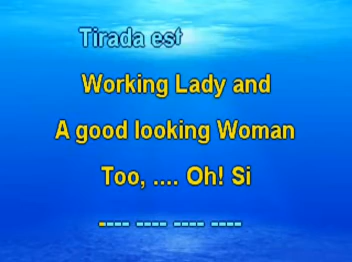 Tirada est
Working Lady and
A good looking Woman
Too, .... Oh! Si
---- ---- ---- ----